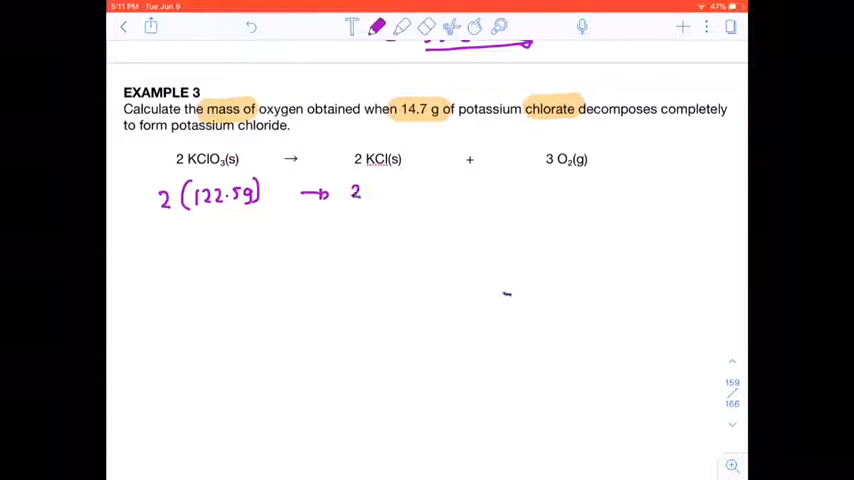 5:11 PM Tue Jun 9
47%
EXAMPLE 3
Calculate the mass of oxygen obtained when 14.7 g of potassium chlorate decomposes completely
to form potassium chloride.
2 KClO₃(s) → 2 KCl(s) + 3 O₂(g)
2 (122.5g) → 2
159
166